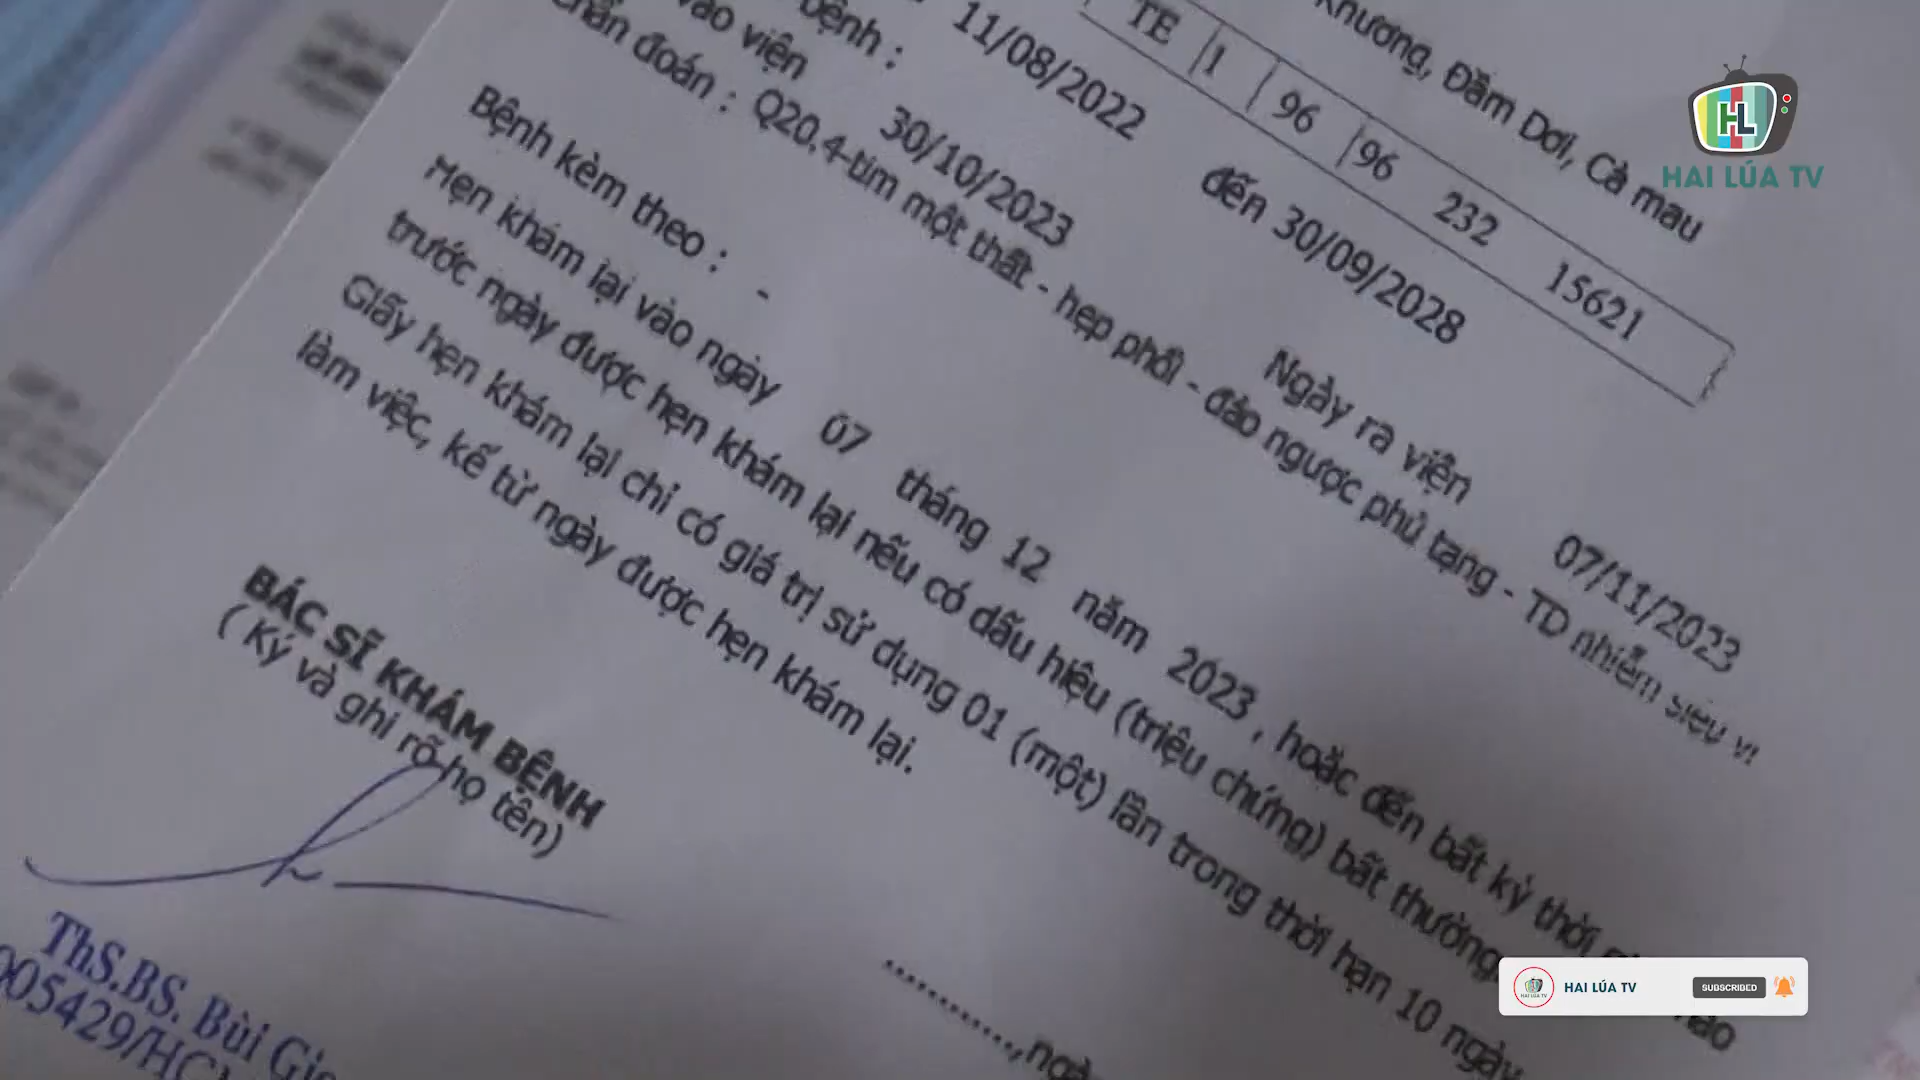 Khương, Đầm Dơi, Cà mau
TE 1 96 96 232 15621
bệnh : 11/08/2022 đến 30/09/2028
vào viện 30/10/2023 Ngày ra viện 07/11/2023
chẩn đoán : Q20.4-tim một thất - hẹp phổi - đảo ngược phủ tạng - TD nhiễm siêu vi
Bệnh kèm theo : -
Hẹn khám lại vào ngày 07 tháng 12 năm 2023 , hoặc đến bất kỳ thời
trước ngày được hẹn khám lại nếu có dấu hiệu (triệu chứng) bất thường
Giấy hẹn khám lại chỉ có giá trị sử dụng 01 (một) lần trong thời hạn 10 ngày
làm việc, kể từ ngày được hẹn khám lại.
BÁC SĨ KHÁM BỆNH
( Ký và ghi rõ họ tên)
ThS.BS. Bùi
005429/HCM
HL
HAI LÚA TV
HAI LÚA TV
SUBSCRIBED